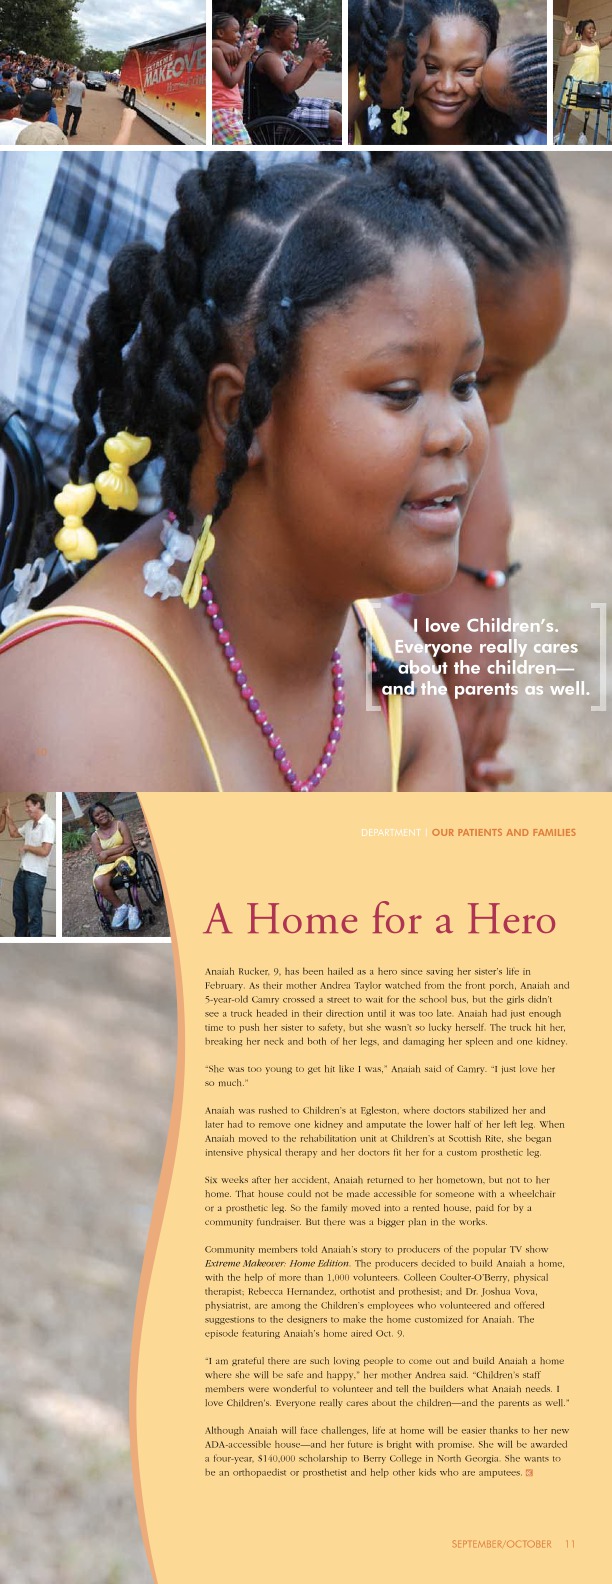 EXTREME
MAKEOVER
I love Children's.
Everyone really cares
about the children—
and the parents as well.
DEPARTMENT | OUR PATIENTS AND FAMILIES
A Home for a Hero
Anaiah Rucker, 9, has been hailed as a hero since saving her sister's life in
February. As their mother Andrea Taylor watched from the front porch, Anaiah and
5-year-old Camry crossed a street to wait for the school bus, but the girls didn't
see a truck headed in their direction until it was too late. Anaiah had just enough
time to push her sister to safety, but she wasn't so lucky herself. The truck hit her,
breaking her neck and both of her legs, and damaging her spleen and one kidney.
"She was too young to get hit like I was," Anaiah said of Camry. "I just love her
so much."
Anaiah was rushed to Children's at Egleston, where doctors stabilized her and
later had to remove one kidney and amputate the lower half of her left leg. When
Anaiah moved to the rehabilitation unit at Children's at Scottish Rite, she began
intensive physical therapy and her doctors fit her for a custom prosthetic leg.
Six weeks after her accident, Anaiah returned to her hometown, but not to her
home. That house could not be made accessible for someone with a wheelchair
or a prosthetic leg. So the family moved into a rented house, paid for by a
community fundraiser. But there was a bigger plan in the works.
Community members told Anaiah's story to producers of the popular TV show
Extreme Makeover: Home Edition. The producers decided to build Anaiah a home,
with the help of more than 1,000 volunteers. Colleen Coulter-O'Berry, physical
therapist; Rebecca Hernandez, orthotist and prothesist; and Dr. Joshua Vova,
physiatrist, are among the Children's employees who volunteered and offered
suggestions to the designers to make the home customized for Anaiah. The
episode featuring Anaiah's home aired Oct. 9.
"I am grateful there are such loving people to come out and build Anaiah a home
where she will be safe and happy," her mother Andrea said. "Children's staff
members were wonderful to volunteer and tell the builders what Anaiah needs. I
love Children's. Everyone really cares about the children—and the parents as well."
Although Anaiah will face challenges, life at home will be easier thanks to her new
ADA-accessible house—and her future is bright with promise. She will be awarded
a four-year, $140,000 scholarship to Berry College in North Georgia. She wants to
be an orthopaedist or prosthetist and help other kids who are amputees.
SEPTEMBER/OCTOBER 11